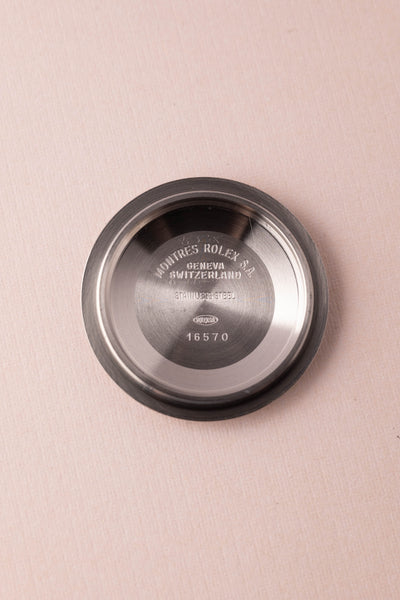 MONTRES ROLEX S.A.
GENEVA
SWITZERLAND
STAINLESS STEEL
16570